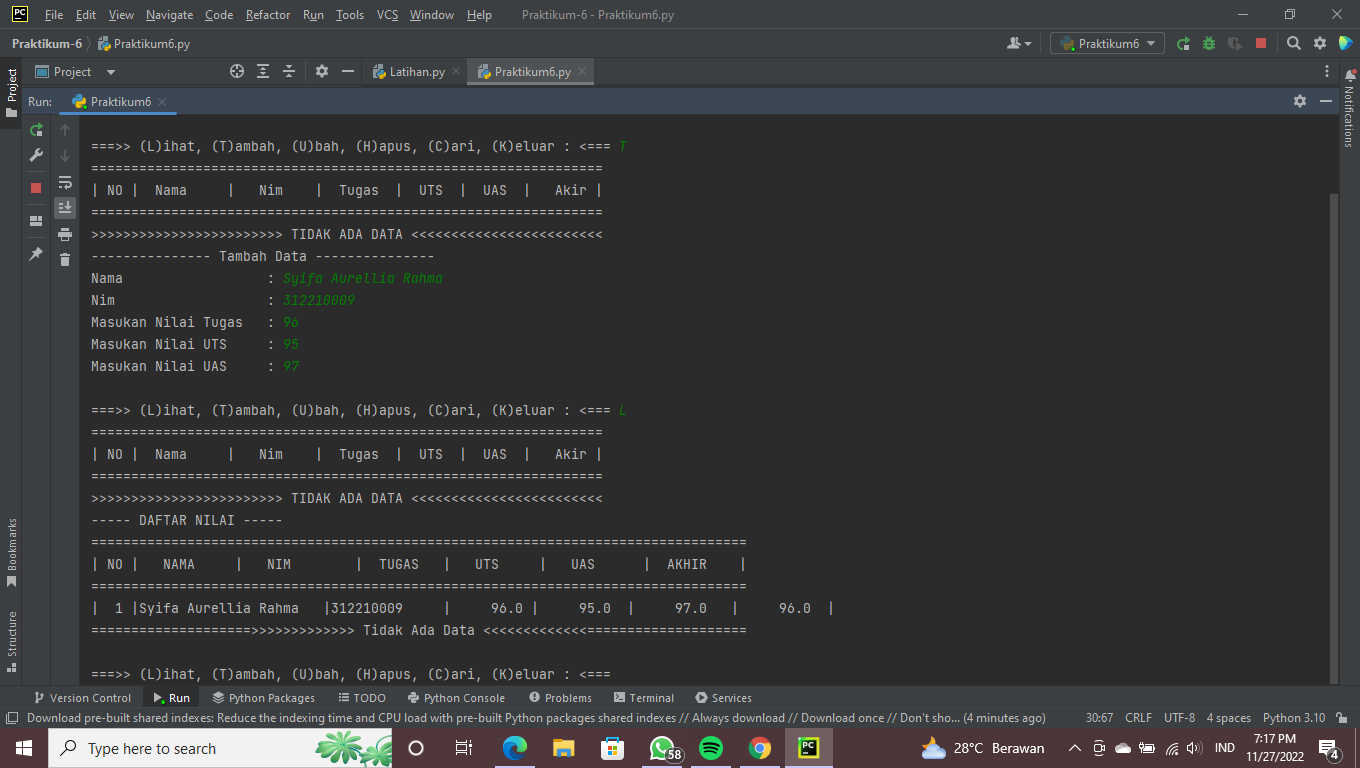 PC File Edit View Navigate Code Refactor Run Tools VCS Window Help Praktikum-6 - Praktikum6.py
Praktikum-6 Praktikum6.py Praktikum6
Project Latihan.py Praktikum6.py
Project
Notifications
Run: Praktikum6
===>> (L)ihat, (T)ambah, (U)bah, (H)apus, (C)ari, (K)eluar : <=== T
================================================================
| NO |  Nama     |   Nim    |  Tugas  |  UTS  |  UAS  |   Akir |
================================================================
>>>>>>>>>>>>>>>>>>>>>>>> TIDAK ADA DATA <<<<<<<<<<<<<<<<<<<<<<<<
--------------- Tambah Data ---------------
Nama                  : Syifa Aurellia Rahma
Nim                   : 312210009
Masukan Nilai Tugas   : 96
Masukan Nilai UTS     : 95
Masukan Nilai UAS     : 97
===>> (L)ihat, (T)ambah, (U)bah, (H)apus, (C)ari, (K)eluar : <=== L
================================================================
| NO |  Nama     |   Nim    |  Tugas  |  UTS  |  UAS  |   Akir |
================================================================
>>>>>>>>>>>>>>>>>>>>>>>> TIDAK ADA DATA <<<<<<<<<<<<<<<<<<<<<<<<
----- DAFTAR NILAI -----
==================================================================================
| NO |   NAMA     |   NIM        |  TUGAS   |   UTS     |   UAS      |  AKHIR    |
==================================================================================
|  1 |Syifa Aurellia Rahma   |312210009     |     96.0 |     95.0  |     97.0   |     96.0  |
====================>>>>>>>>>>>>> Tidak Ada Data <<<<<<<<<<<<<====================
===>> (L)ihat, (T)ambah, (U)bah, (H)apus, (C)ari, (K)eluar : <===
Bookmarks
Structure
Version Control Run Python Packages TODO Python Console Problems Terminal Services
Download pre-built shared indexes: Reduce the indexing time and CPU load with pre-built Python packages shared indexes // Always download // Download once // Don't sho... (4 minutes ago) 30:67 CRLF UTF-8 4 spaces Python 3.10
Type here to search 58 PC 28°C Berawan IND 7:17 PM 11/27/2022 4